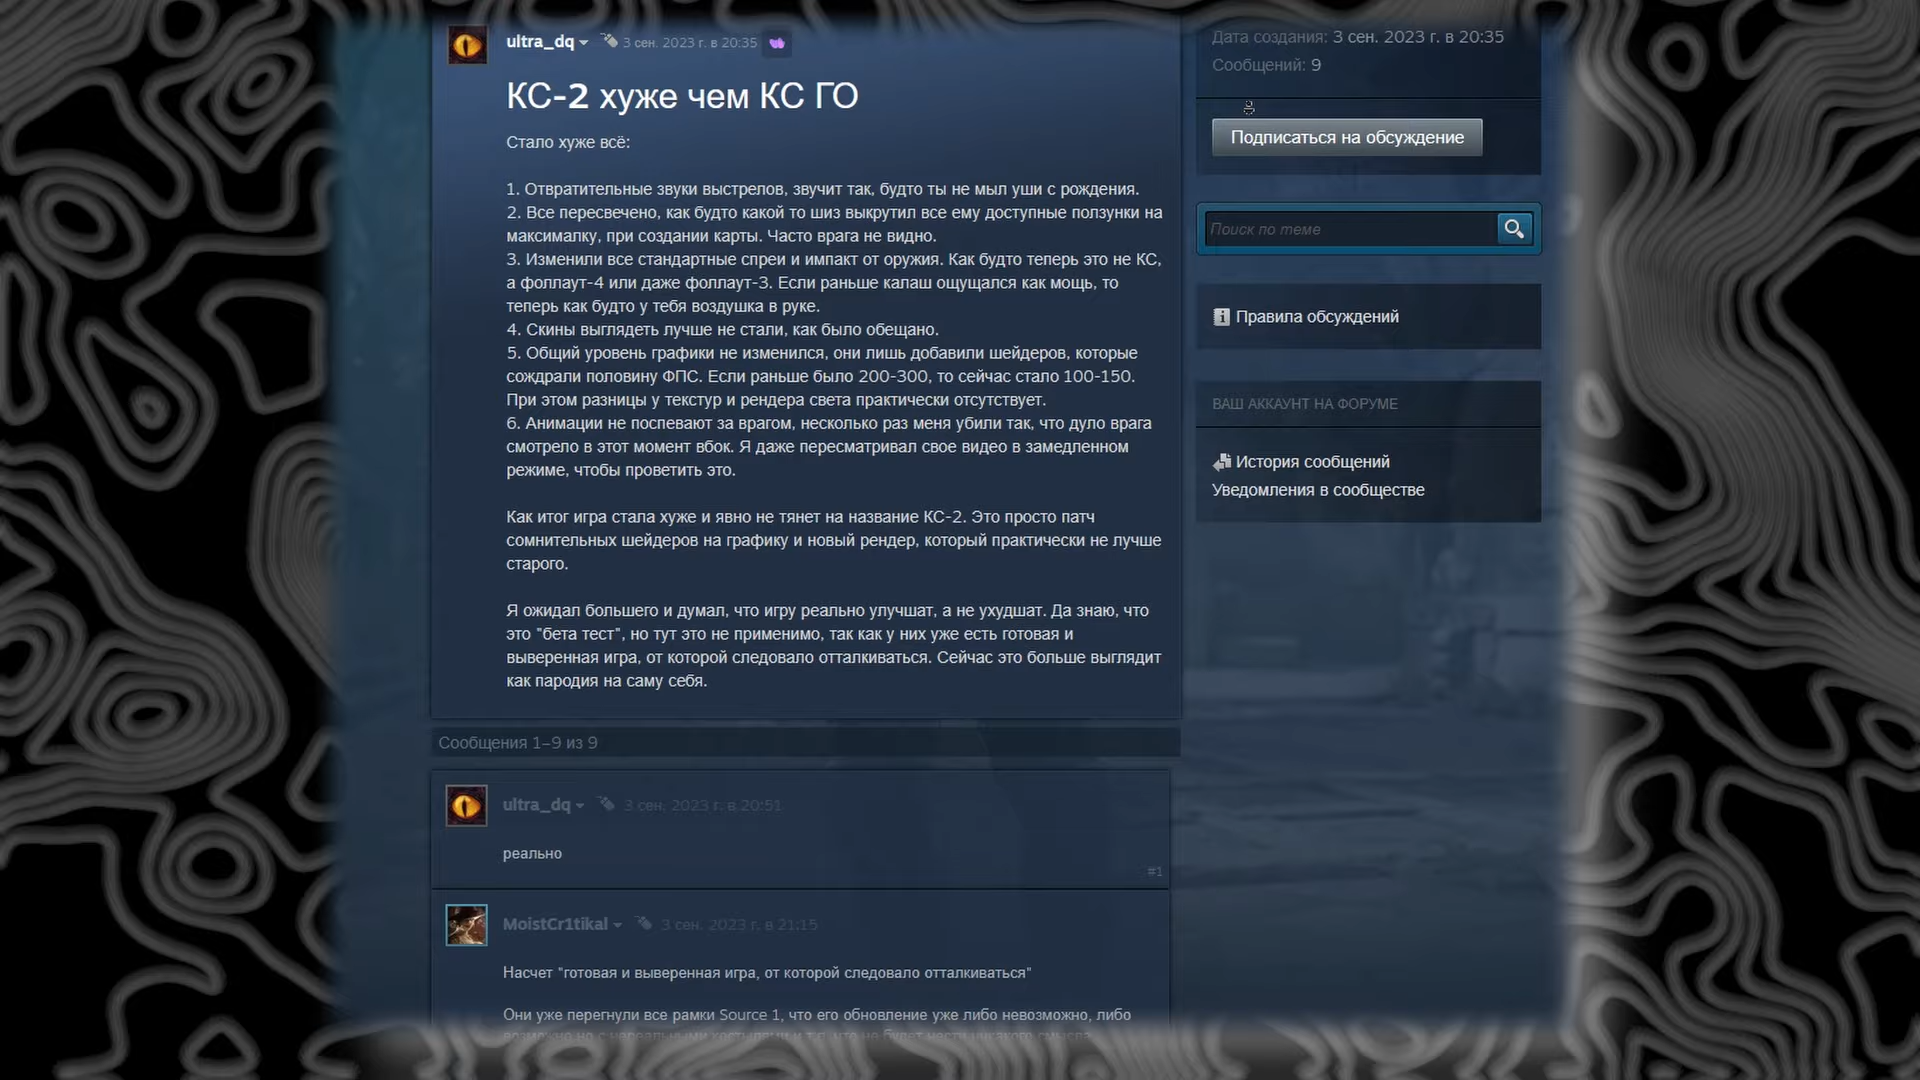 ultra_dq 3 сен. 2023 г. в 20:35
КС-2 хуже чем КС ГО
Стало хуже всё:
1. Отвратительные звуки выстрелов, звучит так, будто ты не мыл уши с рождения.
2. Все пересвечено, как будто какой то шиз выкрутил все ему доступные ползунки на
максималку, при создании карты. Часто врага не видно.
3. Изменили все стандартные спреи и импакт от оружия. Как будто теперь это не КС,
а фоллаут-4 или даже фоллаут-3. Если раньше калаш ощущался как мощь, то
теперь как будто у тебя воздушка в руке.
4. Скины выглядеть лучше не стали, как было обещано.
5. Общий уровень графики не изменился, они лишь добавили шейдеров, которые
сождрали половину ФПС. Если раньше было 200-300, то сейчас стало 100-150.
При этом разницы у текстур и рендера света практически отсутствует.
6. Анимации не поспевают за врагом, несколько раз меня убили так, что дуло врага
смотрело в этот момент вбок. Я даже пересматривал свое видео в замедленном
режиме, чтобы проветить это.
Как итог игра стала хуже и явно не тянет на название КС-2. Это просто патч
сомнительных шейдеров на графику и новый рендер, который практически не лучше
старого.
Я ожидал большего и думал, что игру реально улучшат, а не ухудшат. Да знаю, что
это "бета тест", но тут это не применимо, так как у них уже есть готовая и
выверенная игра, от которой следовало отталкиваться. Сейчас это больше выглядит
как пародия на саму себя.
Сообщения 1–9 из 9
ultra_dq 3 сен. 2023 г. в 20:51
реально
#1
MoistCr1tikal 3 сен. 2023 г. в 21:15
Насчет "готовая и выверенная игра, от которой следовало отталкиваться"
Они уже перегнули все рамки Source 1, что его обновление уже либо невозможно, либо
возможно но с нереальными костылями и т.п. что не будет нести никакого смысла
Дата создания: 3 сен. 2023 г. в 20:35
Сообщений: 9
Подписаться на обсуждение
Поиск по теме
Правила обсуждений
ВАШ АККАУНТ НА ФОРУМЕ
История сообщений
Уведомления в сообществе